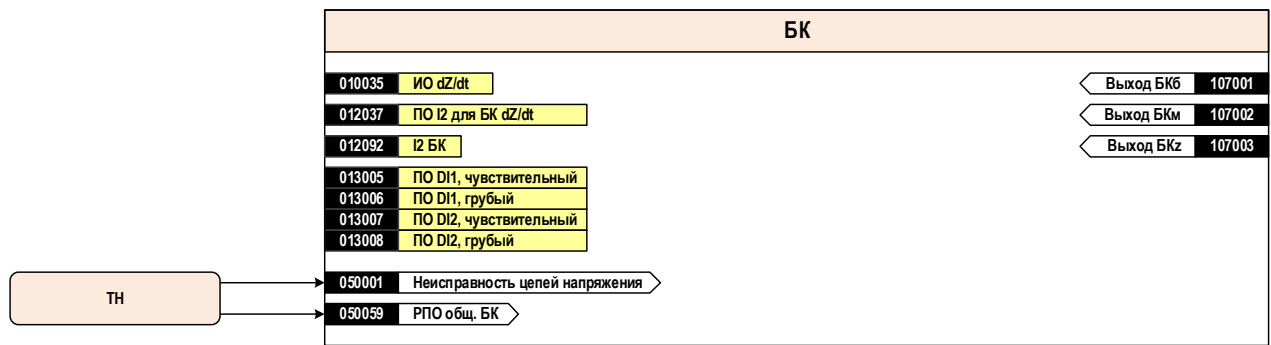 БК
010035 ИО dZ/dt
Выход БКб 107001
012037 ПО I2 для БК dZ/dt
Выход БКм 107002
012092 I2 БК
Выход БКz 107003
013005 ПО DI1, чувствительный
013006 ПО DI1, грубый
013007 ПО DI2, чувствительный
013008 ПО DI2, грубый
ТН
050001 Неисправность цепей напряжения
050059 РПО общ. БК